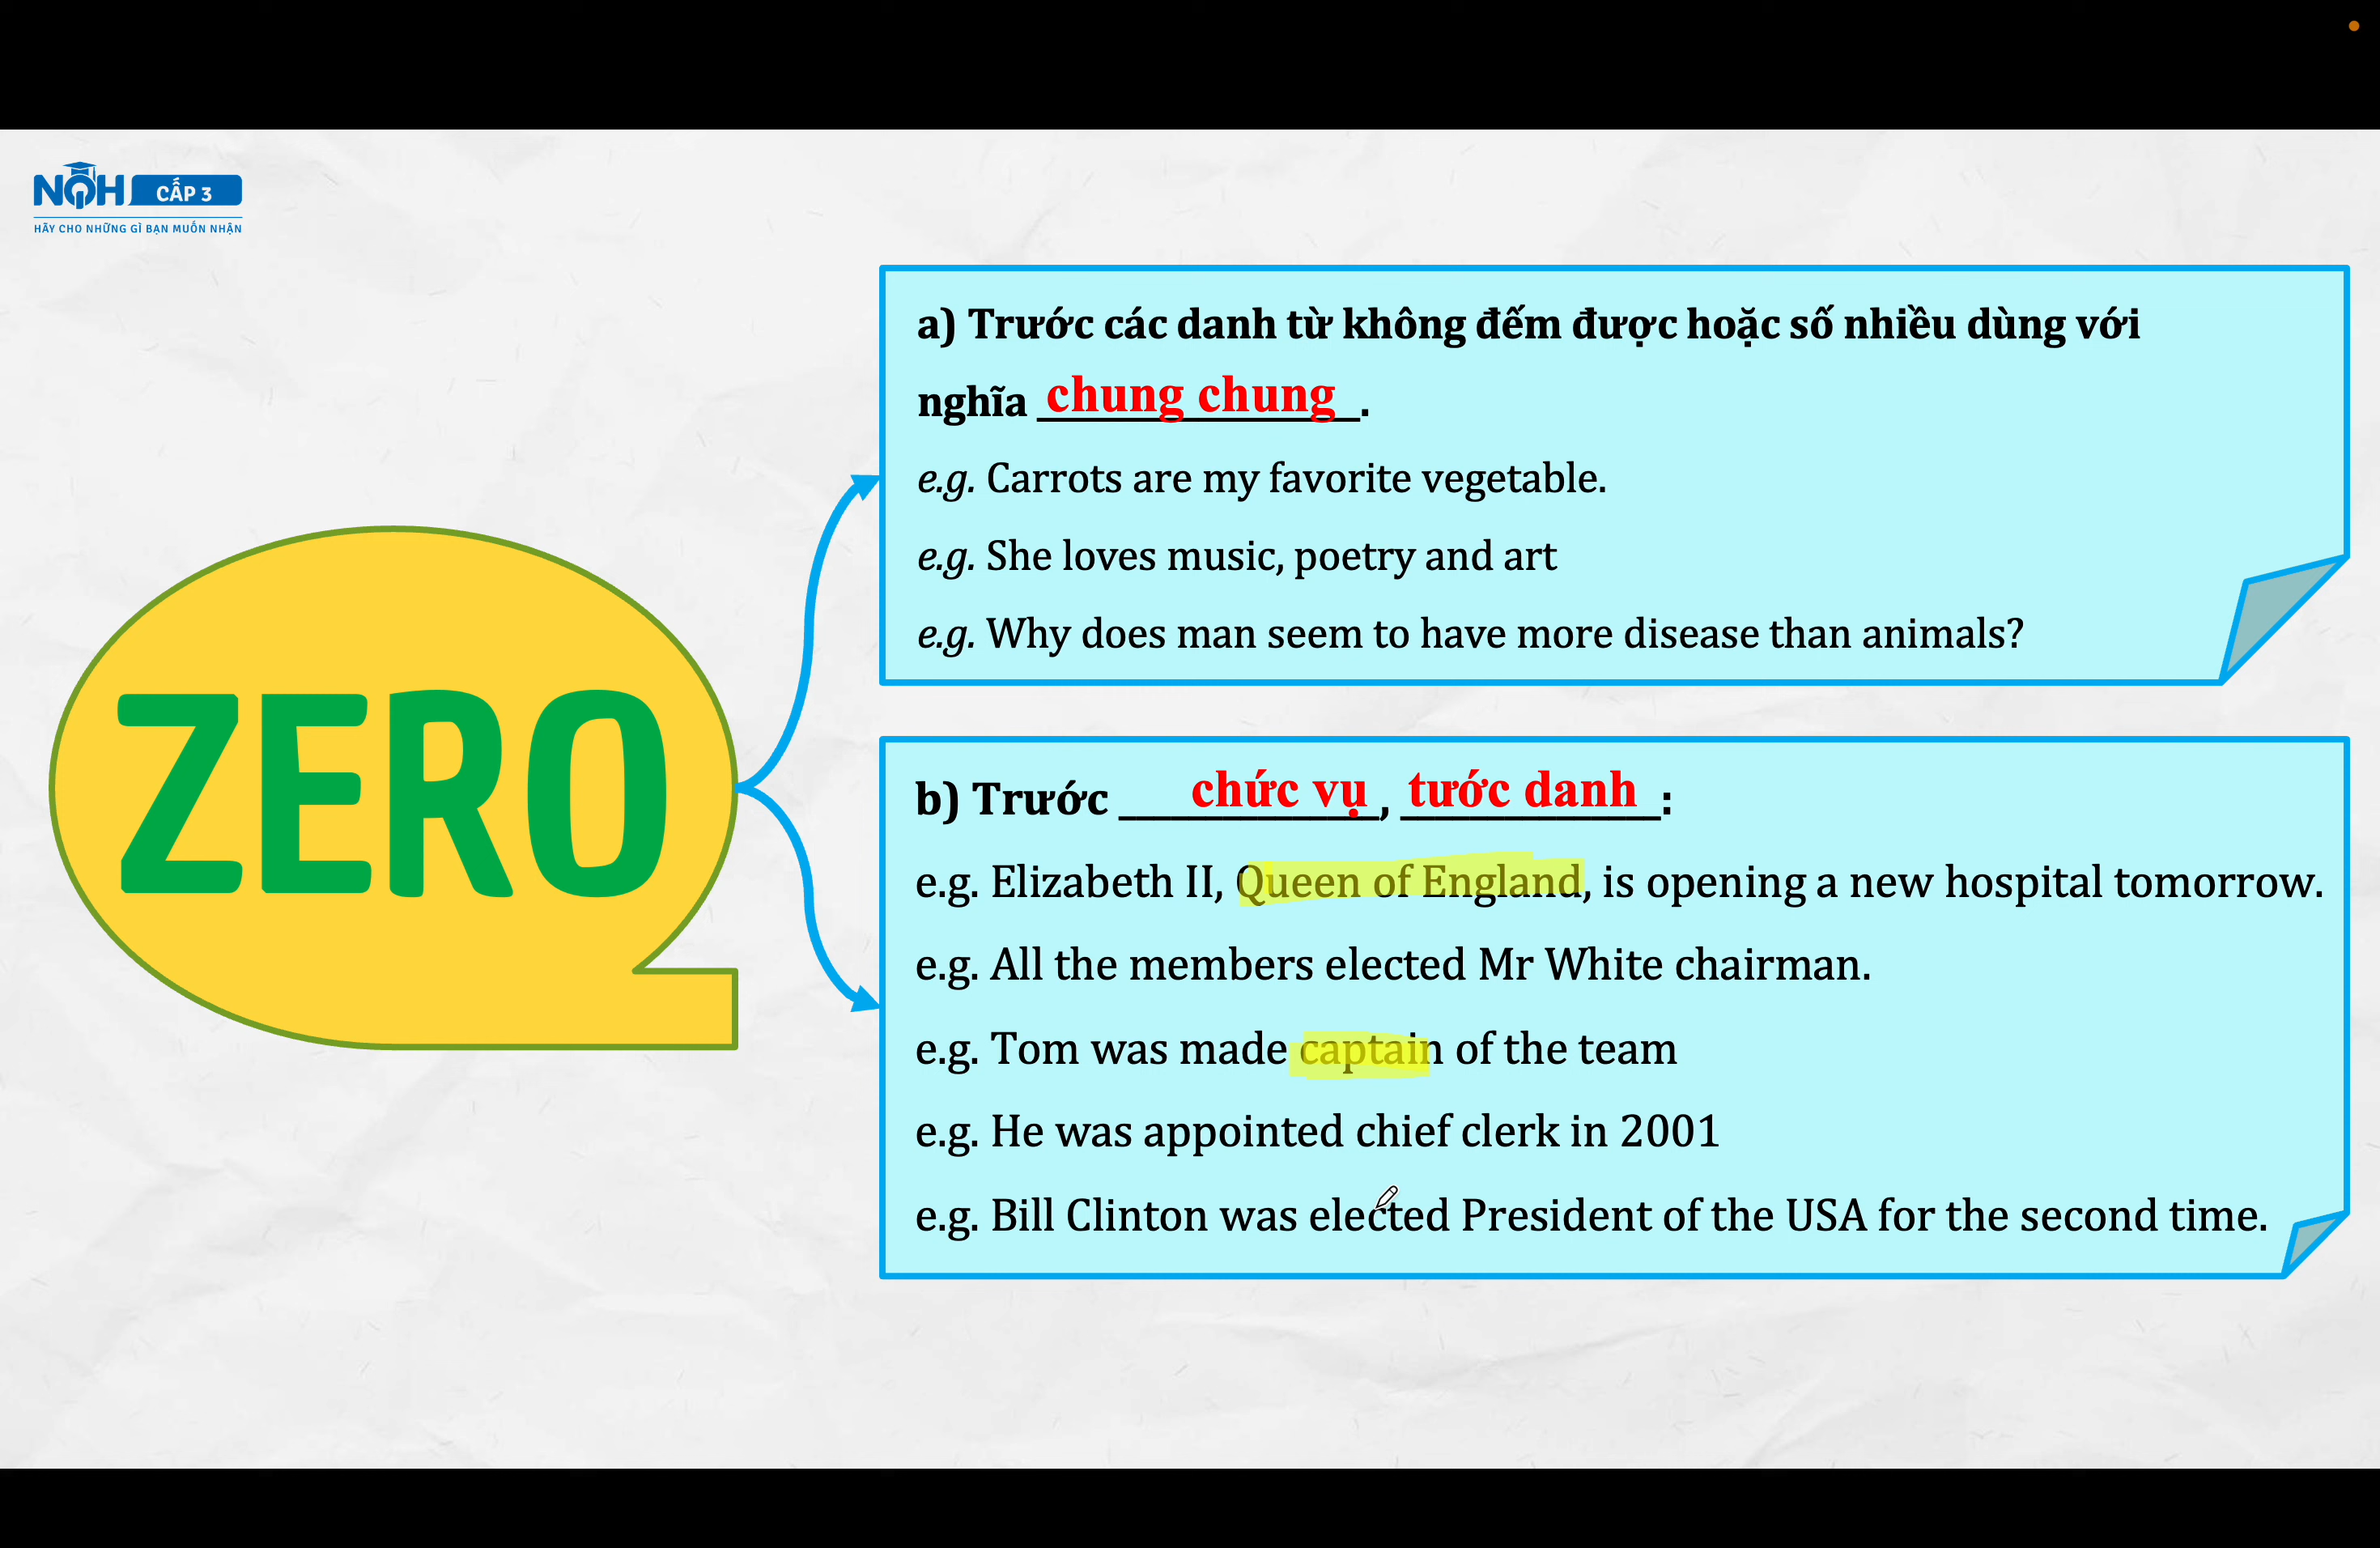 NQH CẤP 3
HÃY CHO NHỮNG GÌ BẠN MUỐN NHẬN
ZERO
a) Trước các danh từ không đếm được hoặc số nhiều dùng với
nghĩa chung chung.
e.g. Carrots are my favorite vegetable.
e.g. She loves music, poetry and art
e.g. Why does man seem to have more disease than animals?
b) Trước chức vụ, tước danh:
e.g. Elizabeth II, Queen of England, is opening a new hospital tomorrow.
e.g. All the members elected Mr White chairman.
e.g. Tom was made captain of the team
e.g. He was appointed chief clerk in 2001
e.g. Bill Clinton was elected President of the USA for the second time.